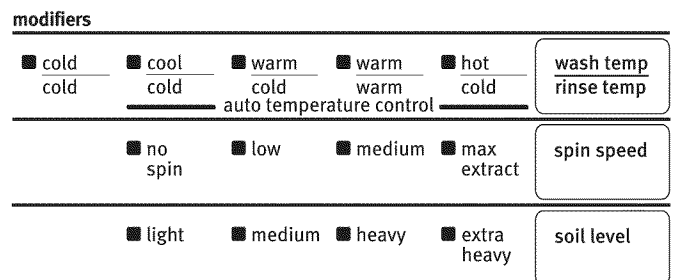 modifiers
cold cool warm warm hot wash temp
cold cold cold warm cold rinse temp
auto temperature control
no low medium max spin speed
spin extract
light medium heavy extra soil level
heavy